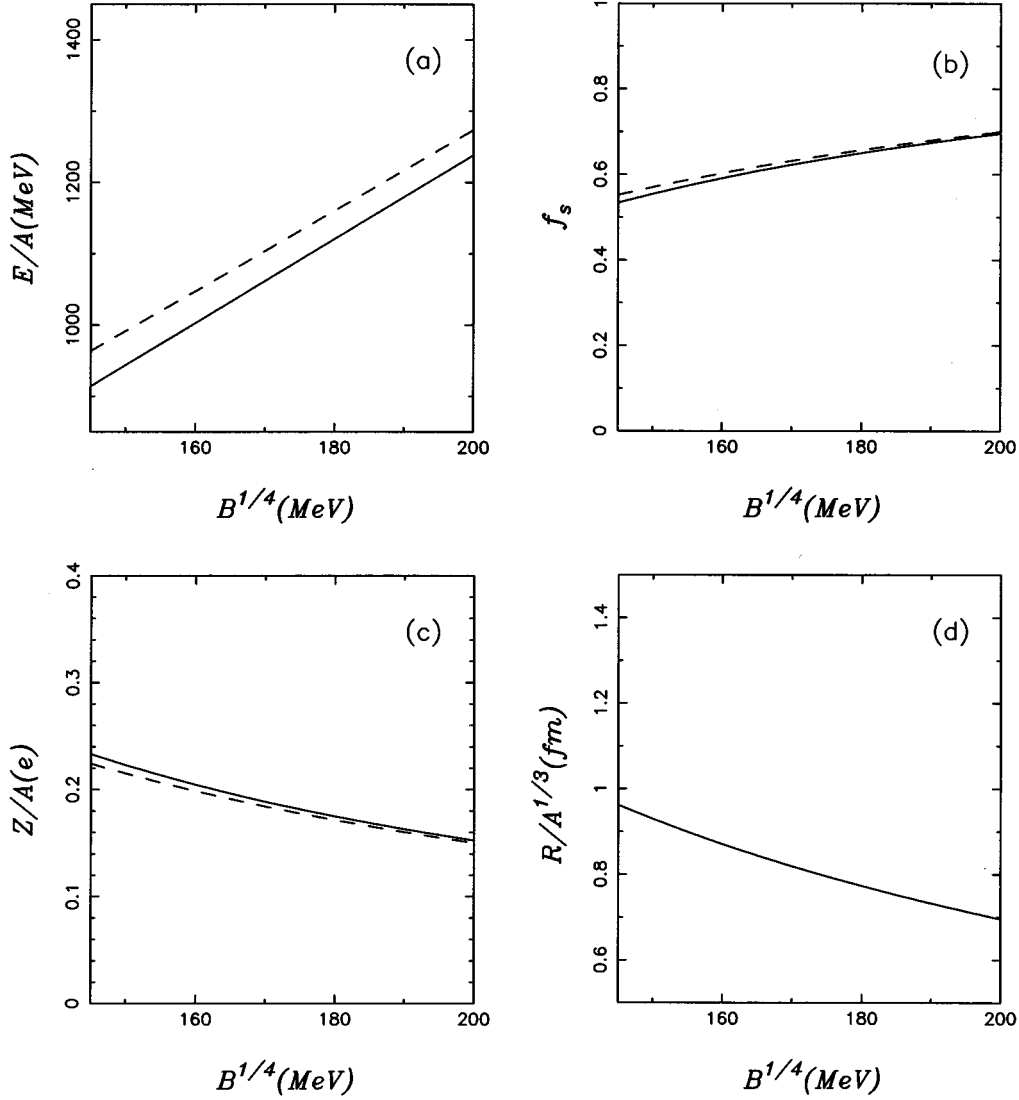 (a)
E/A(MeV)
1400
1200
1000
160 180 200
B^{1/4}(MeV)
(b)
f_s
1
0.8
0.6
0.4
0.2
0
160 180 200
B^{1/4}(MeV)
(c)
Z/A(e)
0.4
0.3
0.2
0.1
0
160 180 200
B^{1/4}(MeV)
(d)
R/A^{1/3}(fm)
1.4
1.2
1
0.8
0.6
160 180 200
B^{1/4}(MeV)